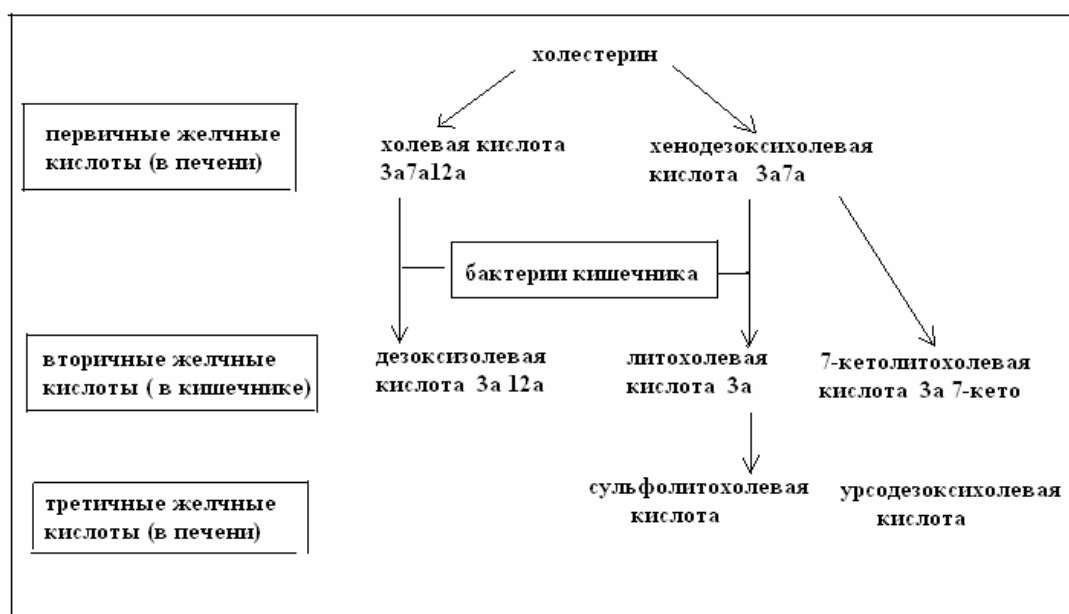 холестерин
первичные желчные
кислоты (в печени)
холевая кислота
3а7а12а
хенодезоксихолевая
кислота 3а7а
бактерии кишечника
вторичные желчные
кислоты ( в кишечнике)
дезоксизолевая
кислота 3а 12а
литохолевая
кислота 3а
7-кетолитохолевая
кислота 3а 7-кето
третичные желчные
кислоты (в печени)
сульфолитохолевая
кислота
урсодезоксихолевая
кислота